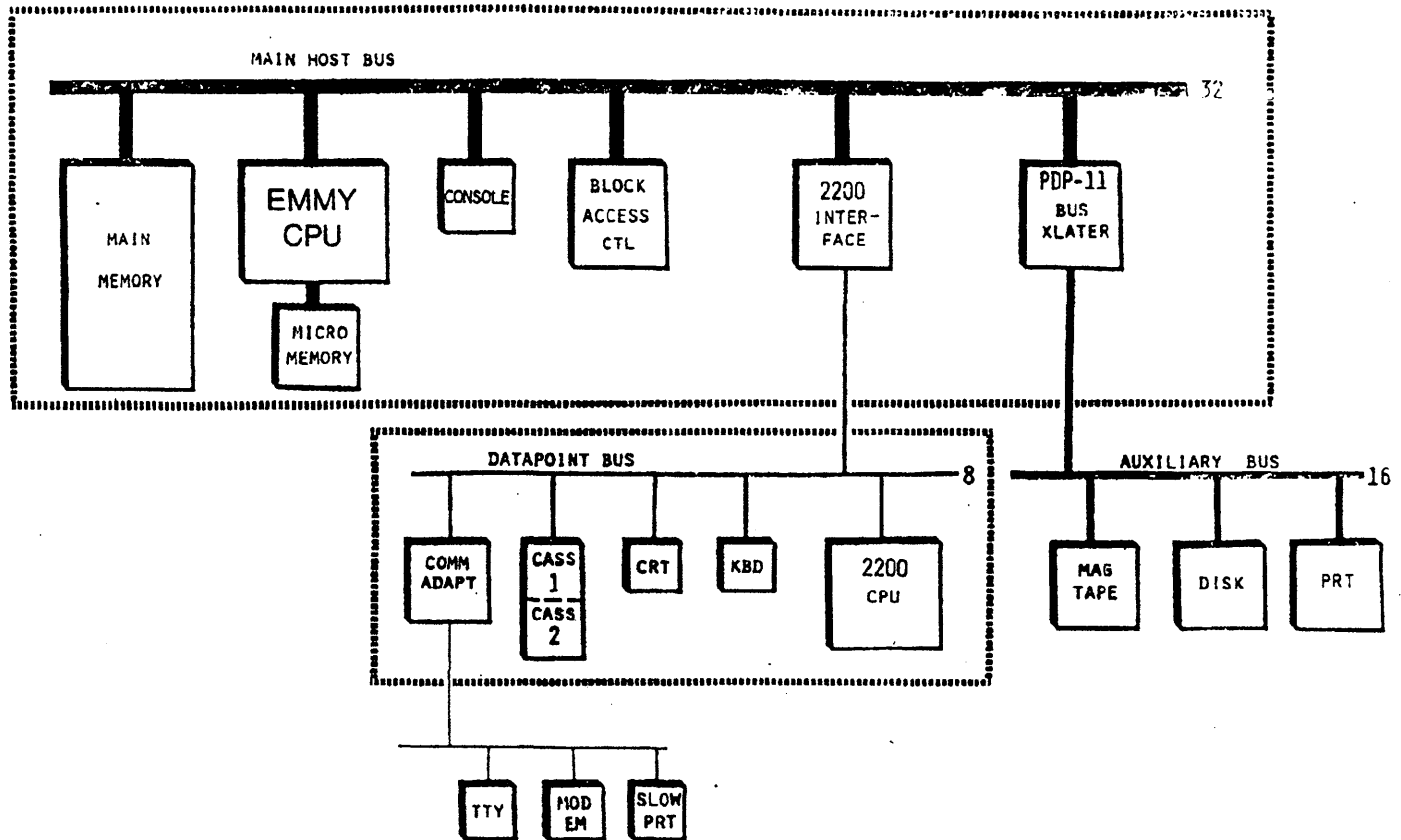 MAIN HOST BUS
32
MAIN
MEMORY
EMMY
CPU
MICRO
MEMORY
CONSOLE
BLOCK
ACCESS
CTL
2200
INTER-
FACE
PDP-11
BUS
XLATER
DATAPOINT BUS
8
AUXILIARY BUS
16
COMM
ADAPT.
CASS
1
CASS
2
CRT
KBD
2200
CPU
MAG
TAPE
DISK
PRT
TTY
MOD
EM
SLOW
PRT